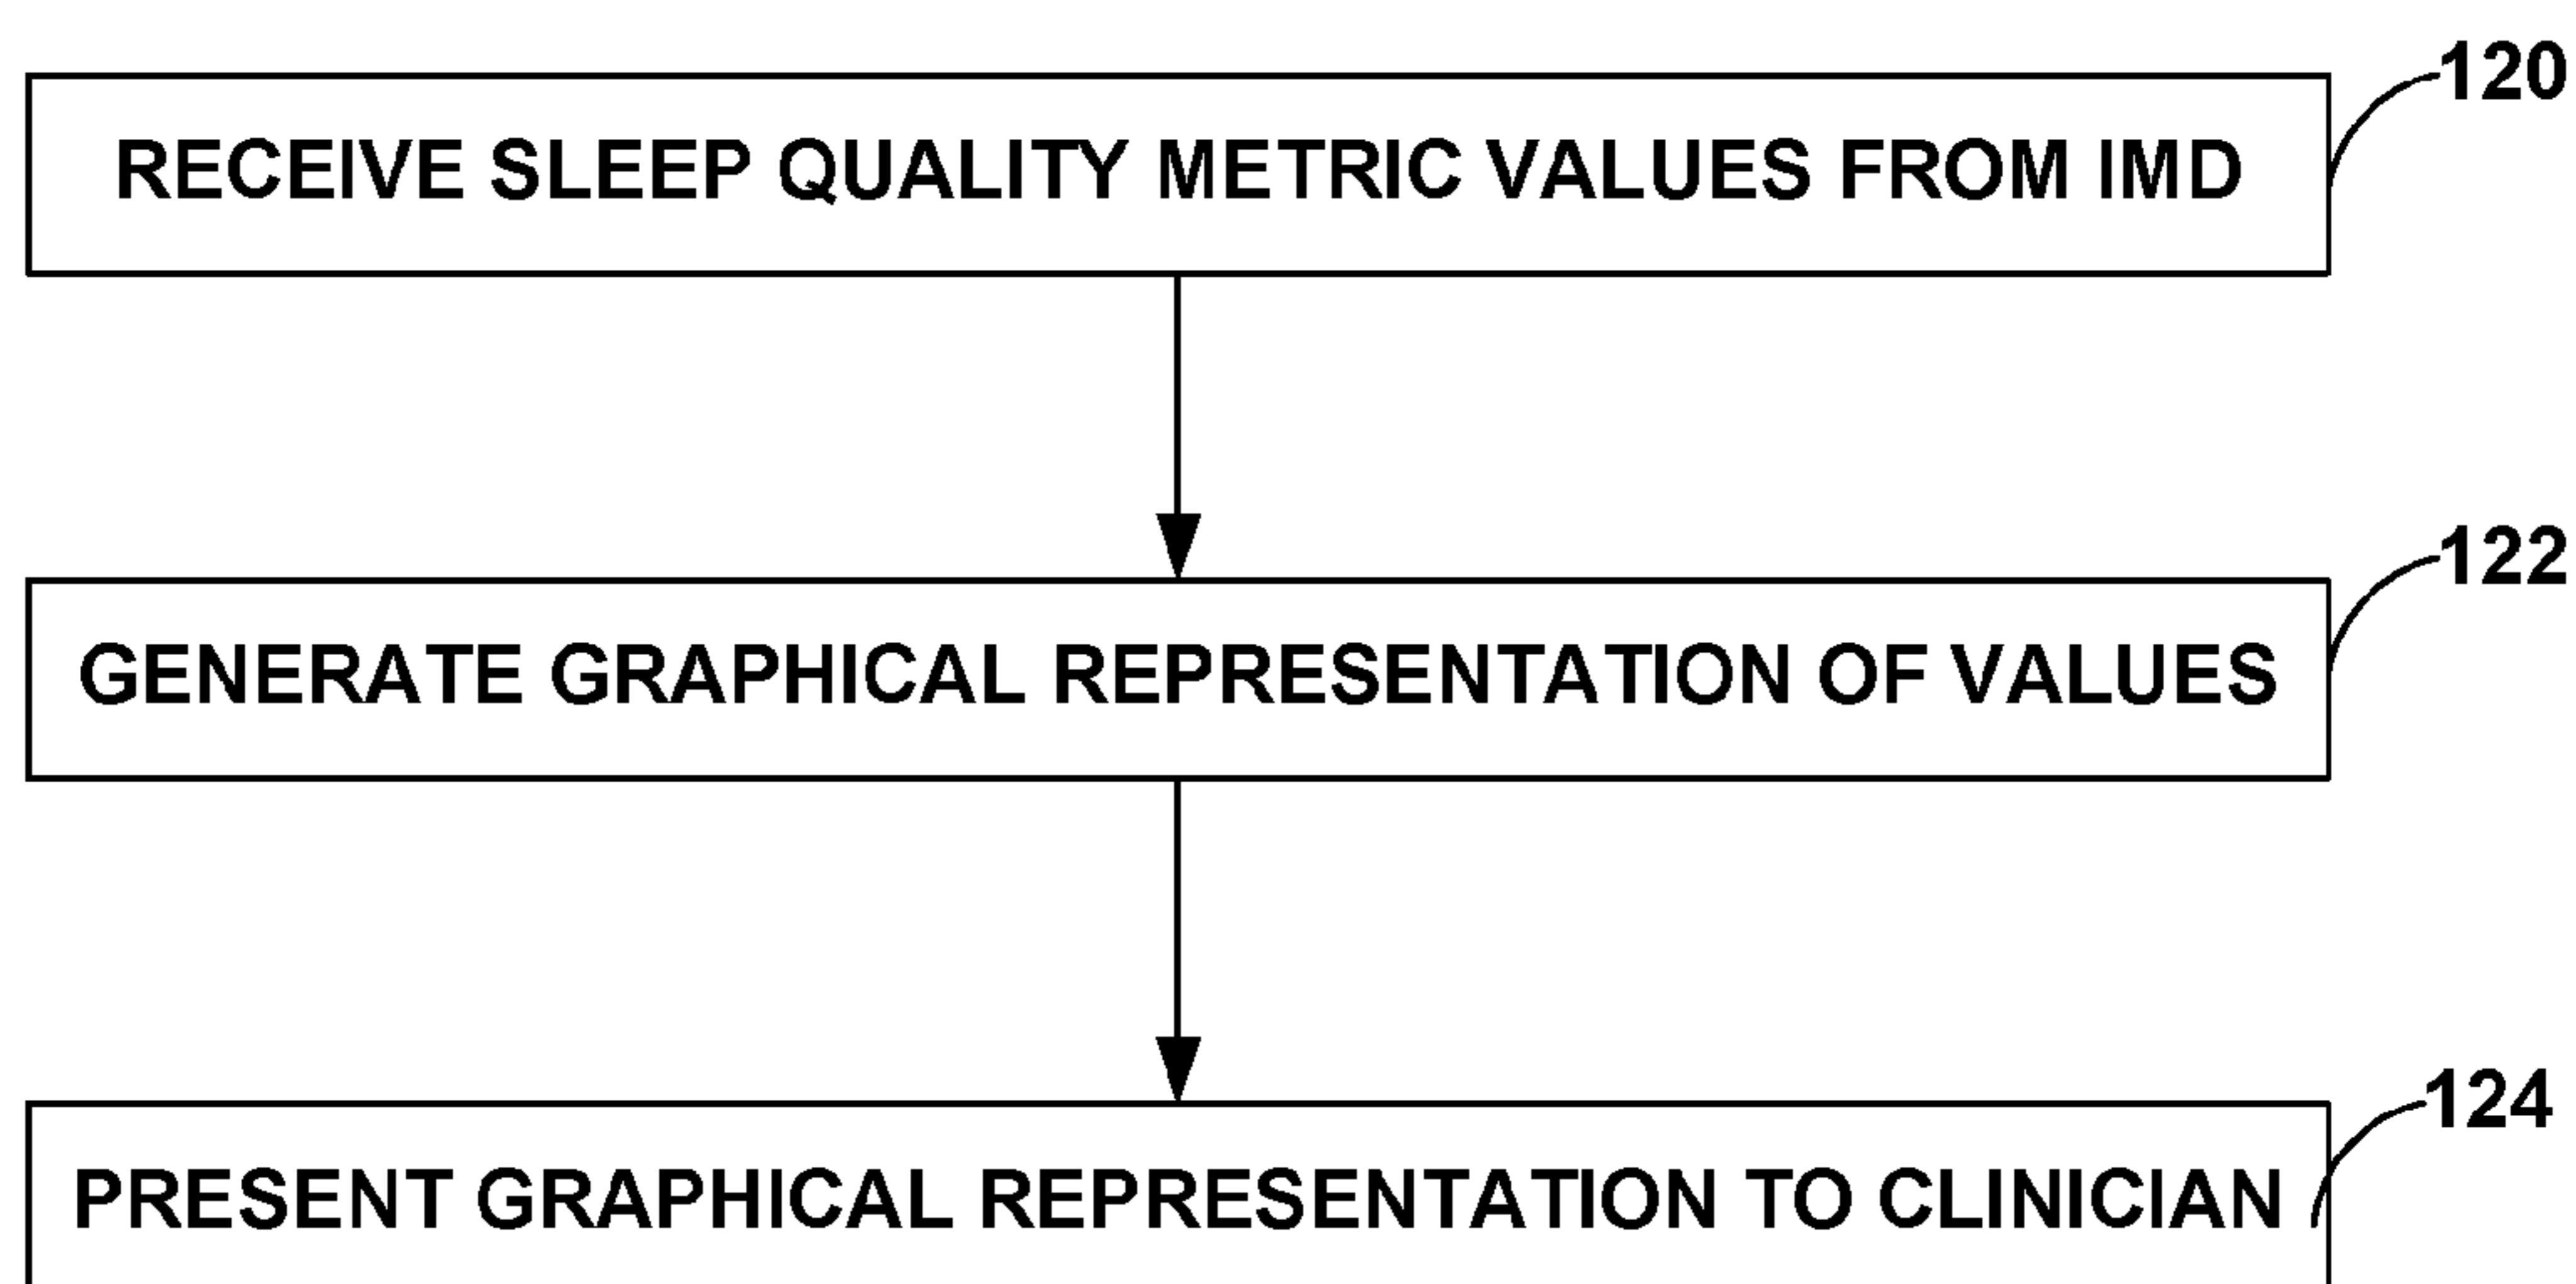 120
RECEIVE SLEEP QUALITY METRIC VALUES FROM IMD
122
GENERATE GRAPHICAL REPRESENTATION OF VALUES
124
PRESENT GRAPHICAL REPRESENTATION TO CLINICIAN